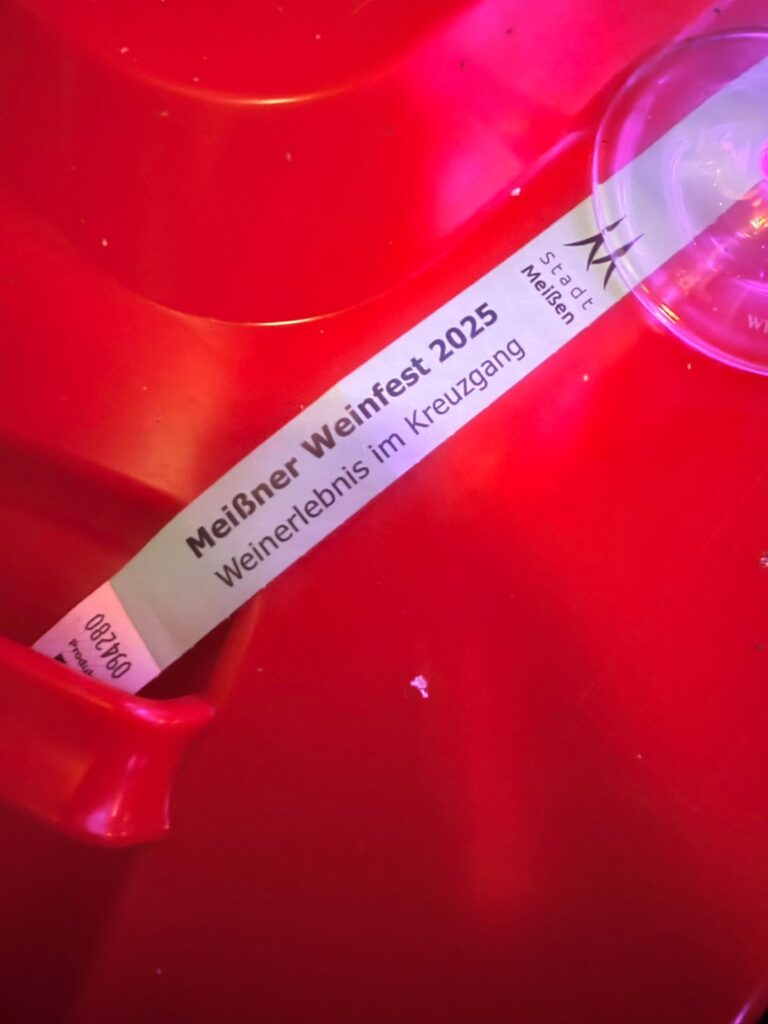 Meißner Weinfest 2025
Weinerlebnis im Kreuzgang
Stadt
Meißen
094280